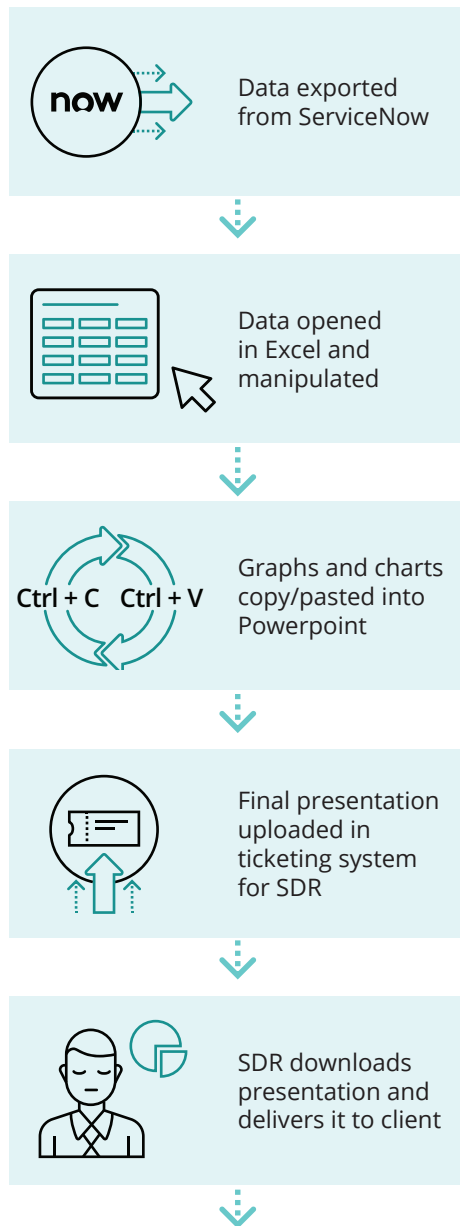 now
Data exported
from ServiceNow
Data opened
in Excel and
manipulated
Ctrl + C Ctrl + V
Graphs and charts
copy/pasted into
Powerpoint
Final presentation
uploaded in
ticketing system
for SDR
SDR downloads
presentation and
delivers it to client